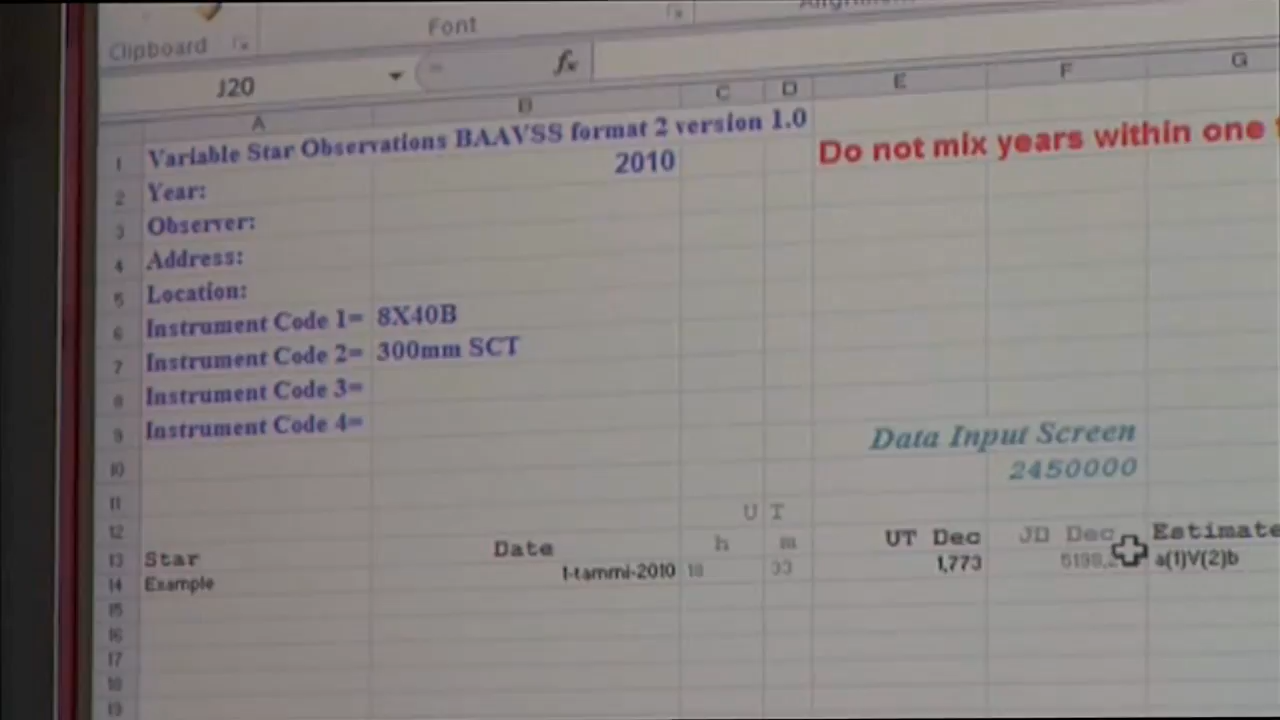 Clipboard Font
J20 fx
A B C D E F G
1 Variable Star Observations BAAVSS format 2 version 1.0 Do not mix years within one
2 Year: 2010
3 Observer:
4 Address:
5 Location:
6 Instrument Code 1= 8X40B
7 Instrument Code 2= 300mm SCT
8 Instrument Code 3=
9 Instrument Code 4= Data Input Screen
10 2450000
11 U T
12
13 Star Date h m UT Dec JD Dec Estimate
14 Example 1-tammi-2010 18 33 1,773 a(1)V(2)b
15
16
17
18
19